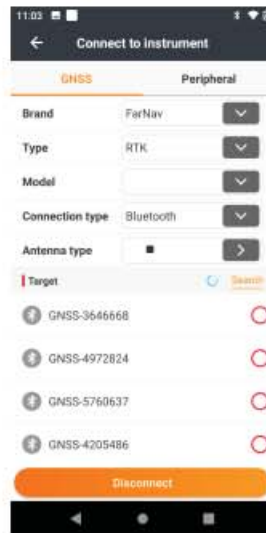 11:03
Connect to instrument
GNSS Peripheral
Brand FarNav
Type RTK
Model
Connection type Bluetooth
Antenna type
Target Search
GNSS-3646668
GNSS-4972824
GNSS-5760637
GNSS-4205486
Disconnect